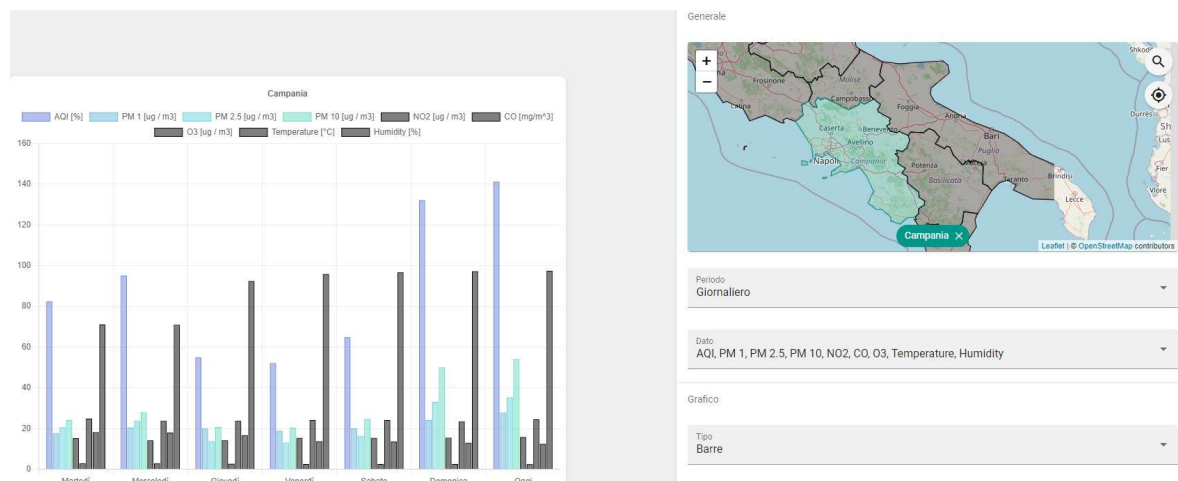 Generale
Campania
AQI [%] PM 1 [ug / m3] PM 2.5 [ug / m3] PM 10 [ug / m3] NO2 [ug / m3] CO [mg/m^3]
O3 [ug / m3] Temperature [°C] Humidity [%]
160
140
120
100
80
60
40
20
0
Martedì Mercoledì Giovedì Venerdì Sabato Domenica Oggi
+
−
Frosinone
Latina
Molise
Campobasso
Foggia
Caserta
Benevento
Avellino
Napoli
Campania
Andria
Bari
Puglia
Potenza
Matera
Basilicata
Taranto
Brindisi
Lecce
Durrës
Fier
Vlorë
Campania ×
Leaflet | © OpenStreetMap contributors
Periodo
Giornaliero
Dato
AQI, PM 1, PM 2.5, PM 10, NO2, CO, O3, Temperature, Humidity
Grafico
Tipo
Barre